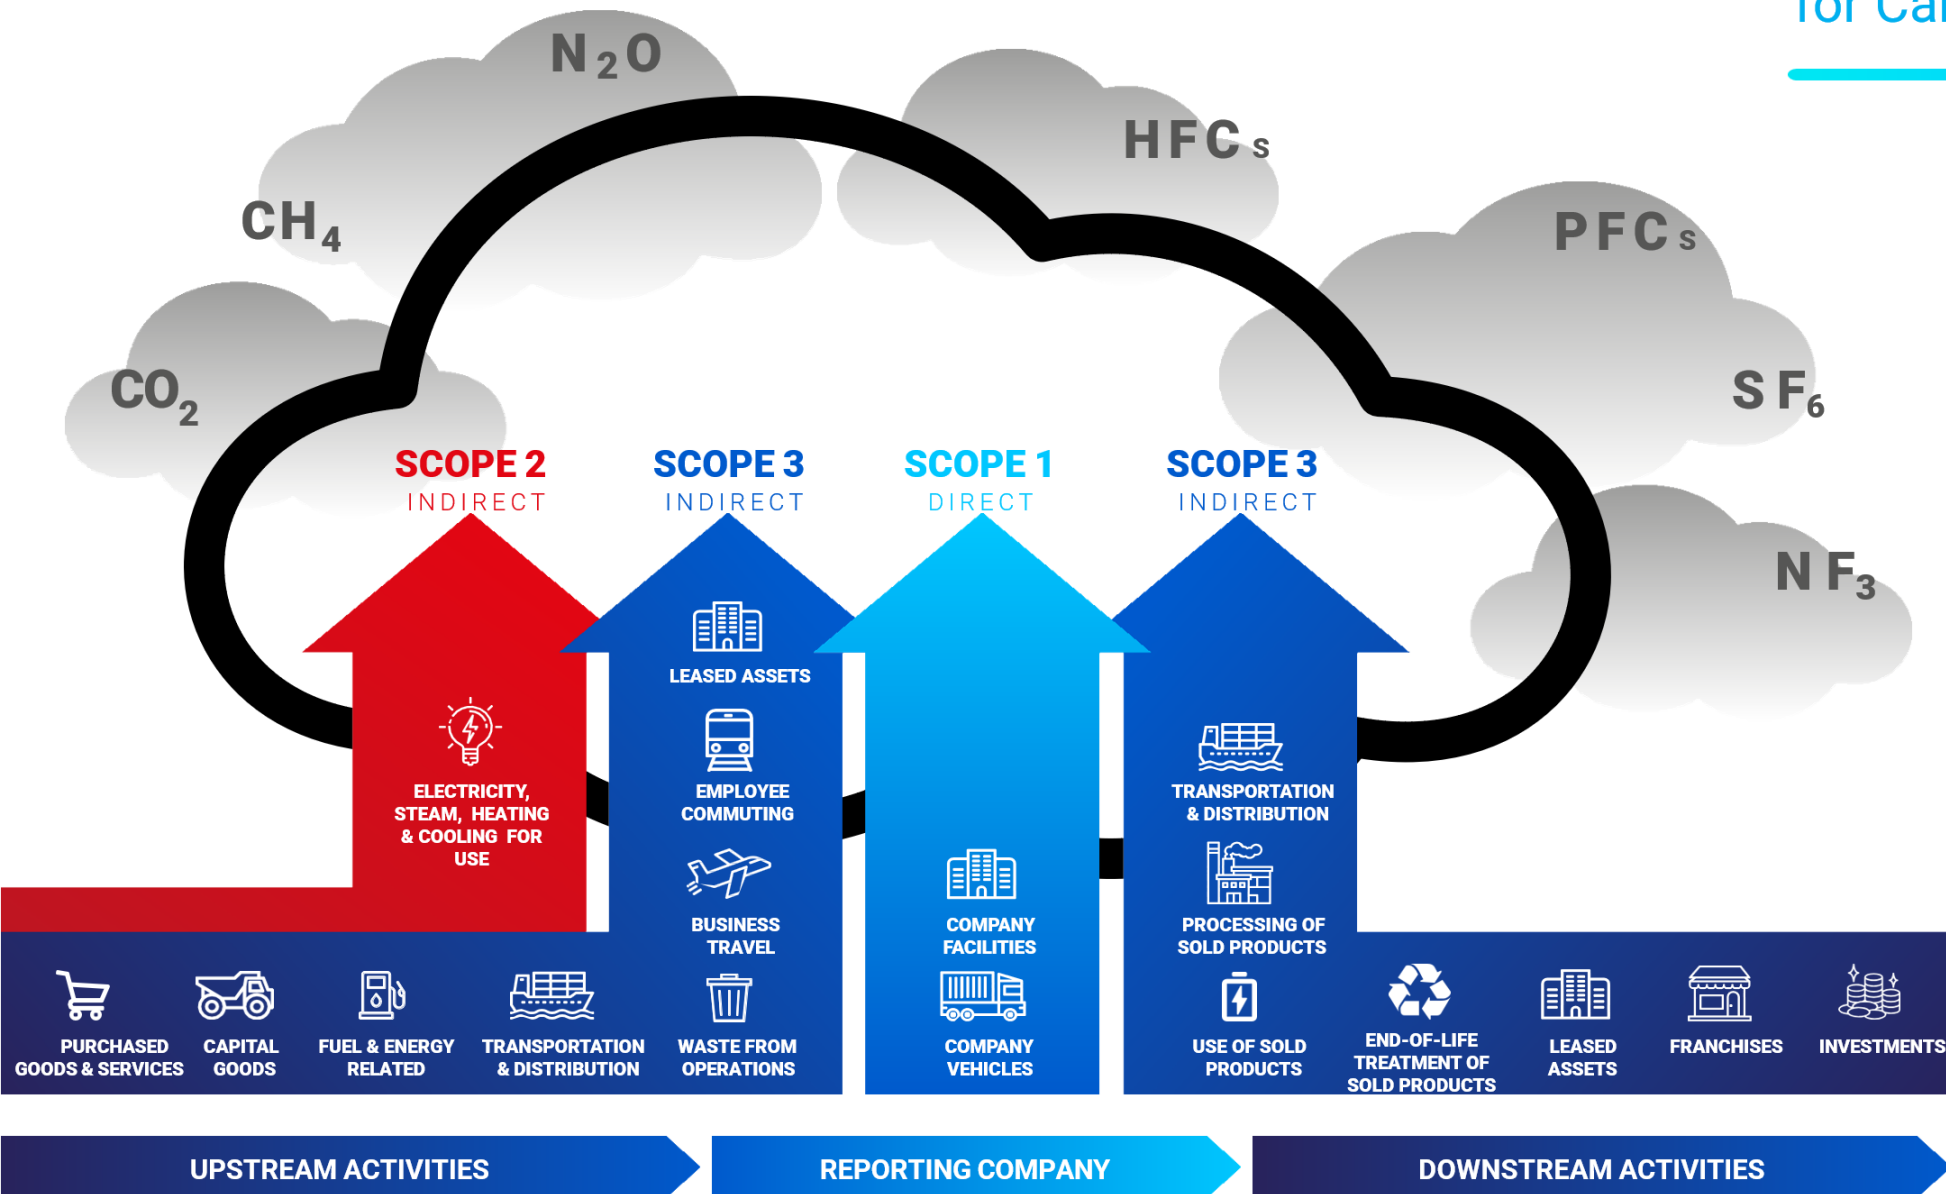 for Ca
N2O
HFCs
CH4
PFCs
CO2
SF6
NF3
SCOPE 2
INDIRECT
SCOPE 3
INDIRECT
SCOPE 1
DIRECT
SCOPE 3
INDIRECT
ELECTRICITY,
STEAM, HEATING
& COOLING FOR
USE
LEASED ASSETS
EMPLOYEE
COMMUTING
BUSINESS
TRAVEL
WASTE FROM
OPERATIONS
COMPANY
FACILITIES
COMPANY
VEHICLES
TRANSPORTATION
& DISTRIBUTION
PROCESSING OF
SOLD PRODUCTS
USE OF SOLD
PRODUCTS
PURCHASED
GOODS & SERVICES
CAPITAL
GOODS
FUEL & ENERGY
RELATED
TRANSPORTATION
& DISTRIBUTION
END-OF-LIFE
TREATMENT OF
SOLD PRODUCTS
LEASED
ASSETS
FRANCHISES
INVESTMENTS
UPSTREAM ACTIVITIES
REPORTING COMPANY
DOWNSTREAM ACTIVITIES